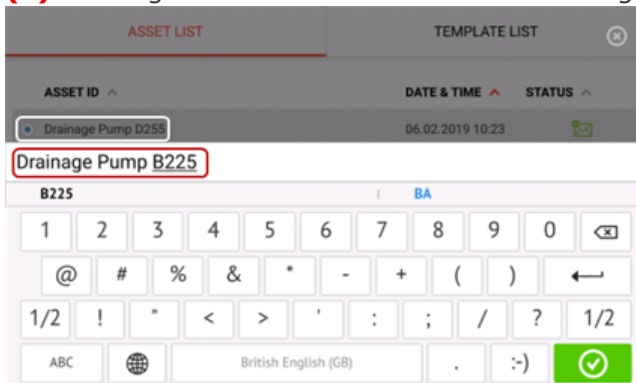 ASSET LIST TEMPLATE LIST
ASSET ID DATE & TIME STATUS
Drainage Pump D255 06.02.2019 10:23
Drainage Pump B225
B225 BA
1 2 3 4 5 6 7 8 9 0
@ # % & * - + ( )
1/2 ! " < > ' : ; / ? 1/2
ABC British English (GB) . :-)